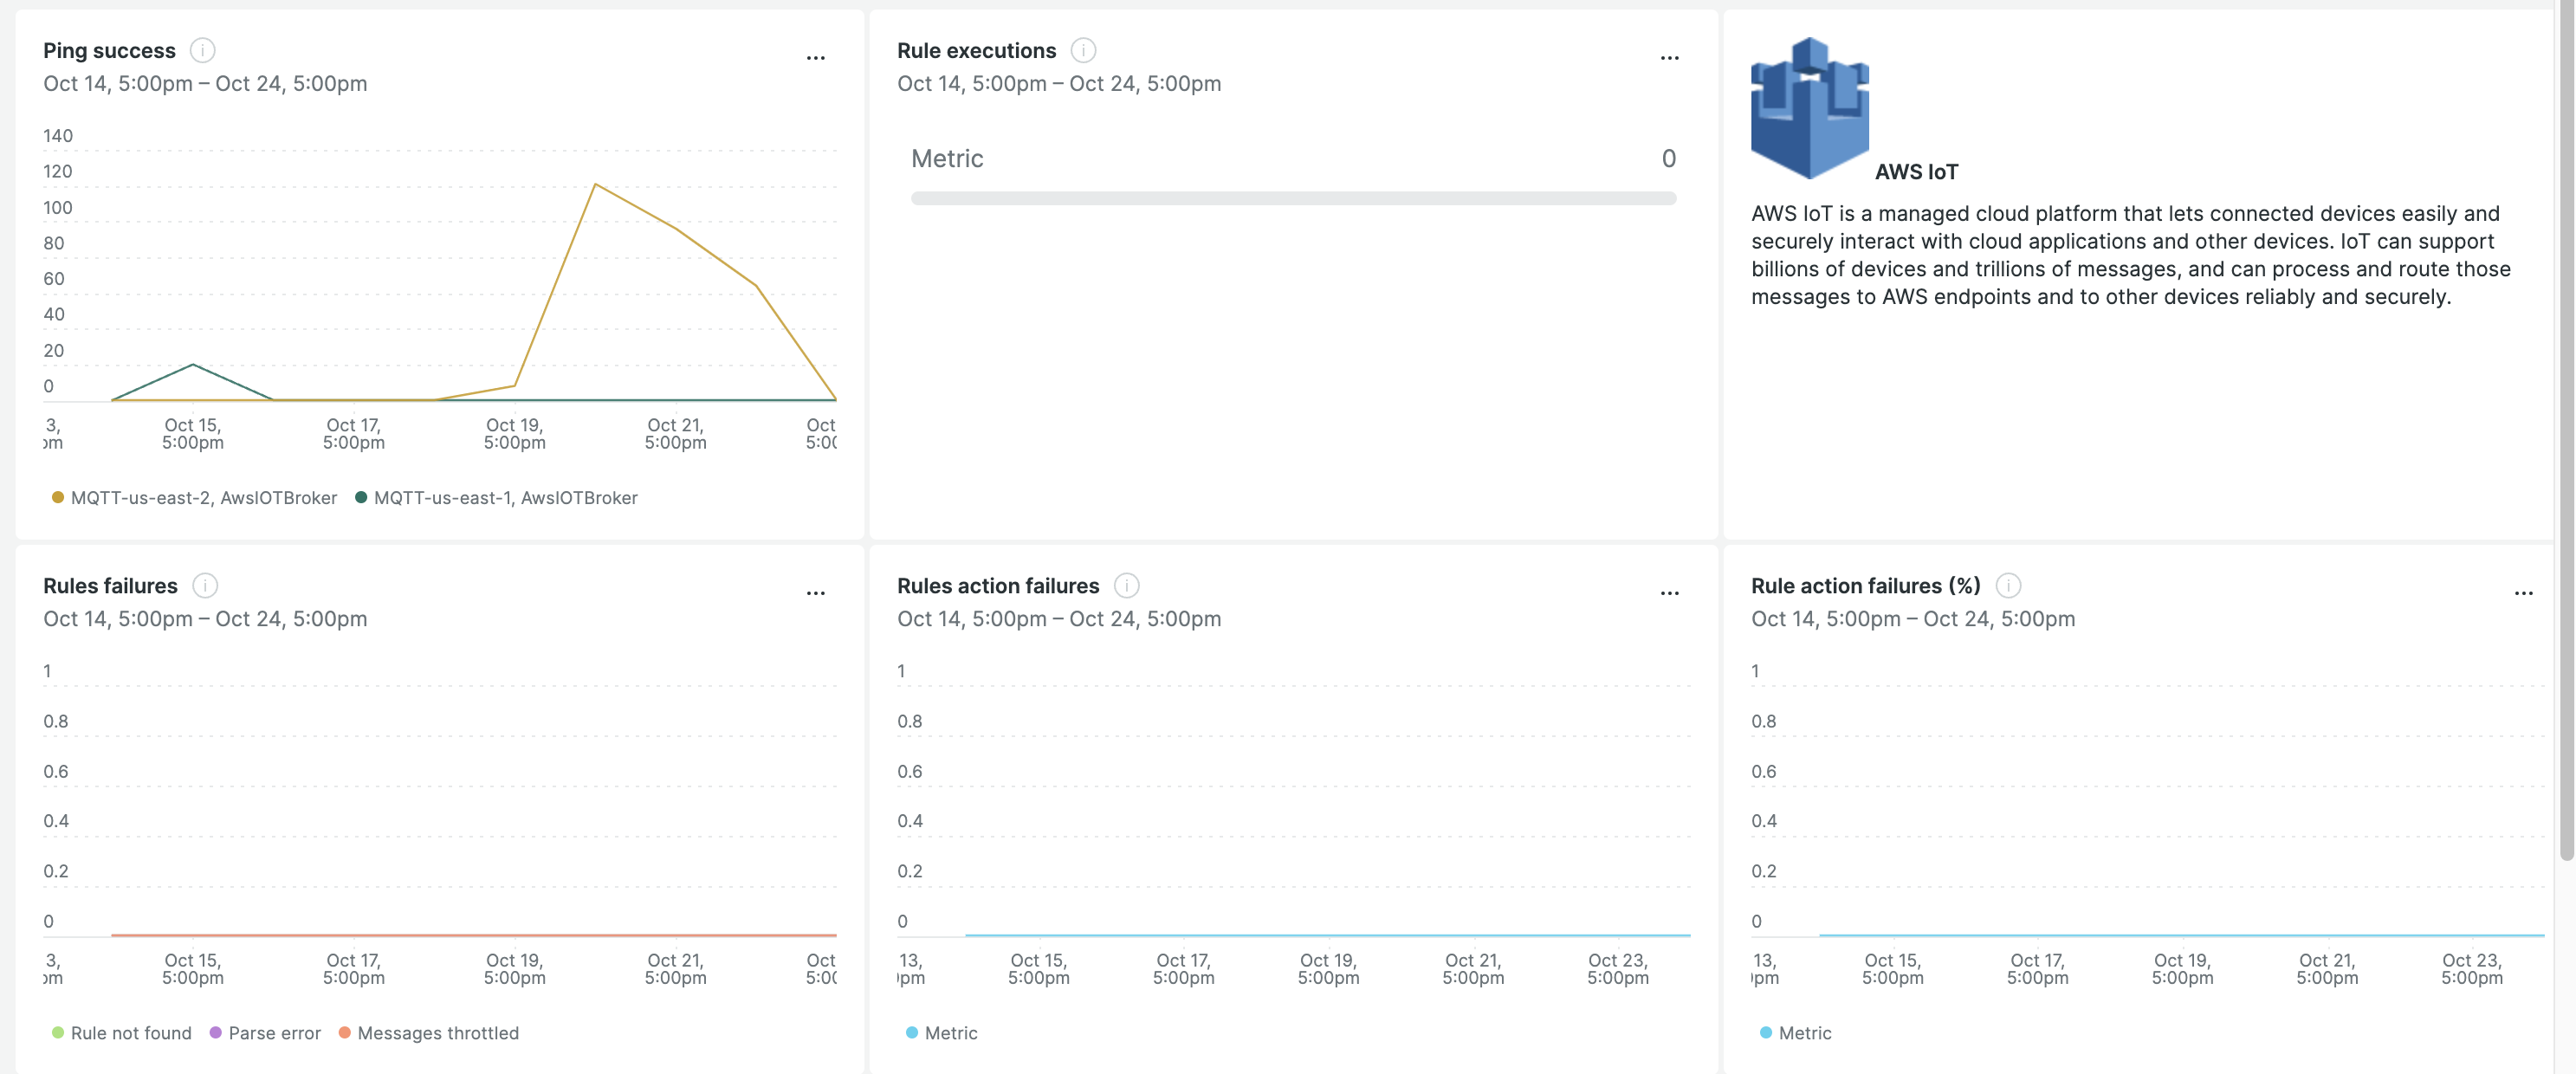 Ping success
Oct 14, 5:00pm – Oct 24, 5:00pm
...
140
120
100
80
60
40
20
0
3,
pm
Oct 15,
5:00pm
Oct 17,
5:00pm
Oct 19,
5:00pm
Oct 21,
5:00pm
Oct
5:00
MQTT-us-east-2, AwsIOTBroker
MQTT-us-east-1, AwsIOTBroker
Rule executions
Oct 14, 5:00pm – Oct 24, 5:00pm
...
Metric 0
AWS IoT
AWS IoT is a managed cloud platform that lets connected devices easily and
securely interact with cloud applications and other devices. IoT can support
billions of devices and trillions of messages, and can process and route those
messages to AWS endpoints and to other devices reliably and securely.
Rules failures
Oct 14, 5:00pm – Oct 24, 5:00pm
...
1
0.8
0.6
0.4
0.2
0
3,
pm
Oct 15,
5:00pm
Oct 17,
5:00pm
Oct 19,
5:00pm
Oct 21,
5:00pm
Oct
5:00
Rule not found
Parse error
Messages throttled
Rules action failures
Oct 14, 5:00pm – Oct 24, 5:00pm
...
1
0.8
0.6
0.4
0.2
0
13,
pm
Oct 15,
5:00pm
Oct 17,
5:00pm
Oct 19,
5:00pm
Oct 21,
5:00pm
Oct 23,
5:00pm
Metric
Rule action failures (%)
Oct 14, 5:00pm – Oct 24, 5:00pm
...
1
0.8
0.6
0.4
0.2
0
13,
pm
Oct 15,
5:00pm
Oct 17,
5:00pm
Oct 19,
5:00pm
Oct 21,
5:00pm
Oct 23,
5:00pm
Metric